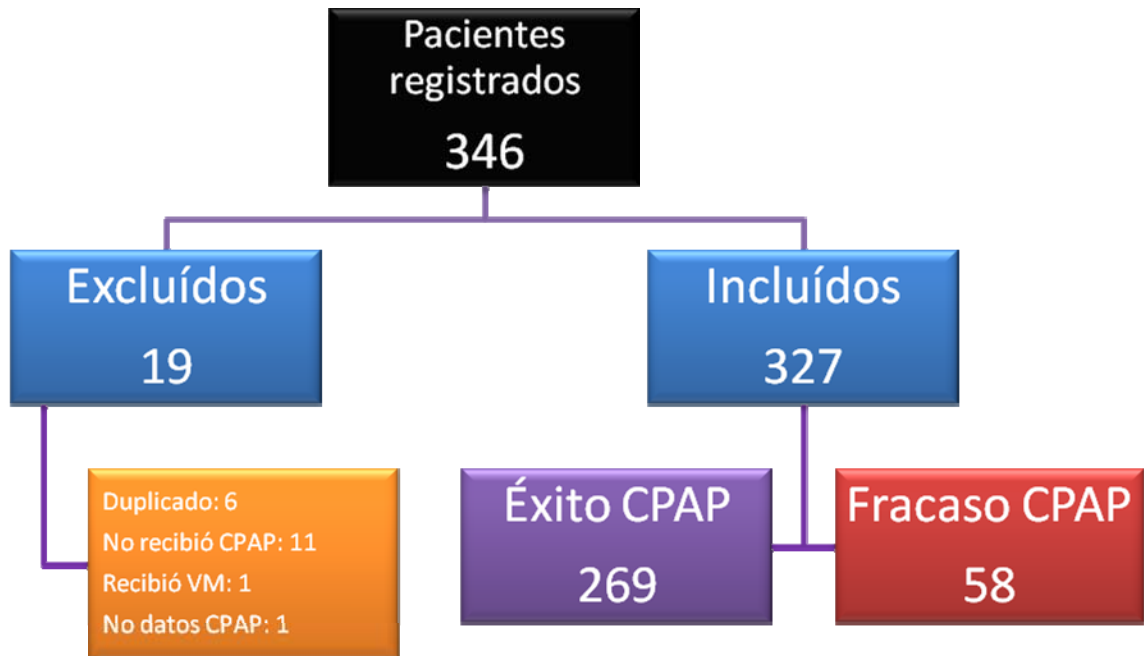 Pacientes
registrados
346
Excluídos
19
Incluídos
327
Duplicado: 6
No recibió CPAP: 11
Recibió VM: 1
No datos CPAP: 1
Éxito CPAP
269
Fracaso CPAP
58